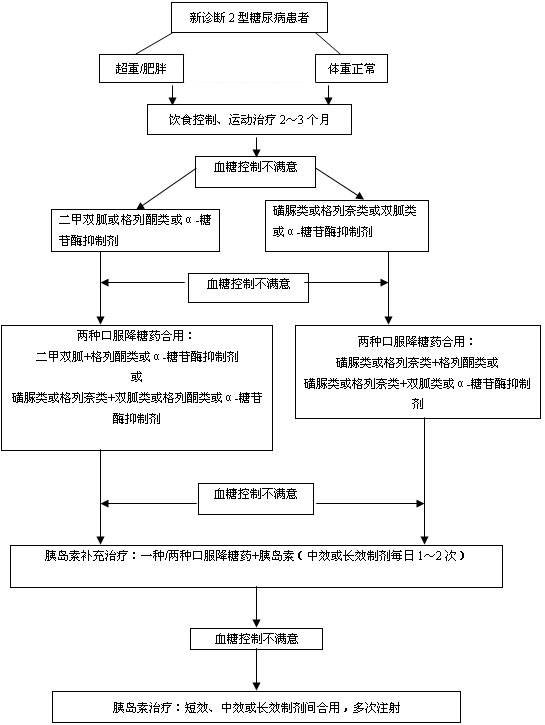 新诊断2型糖尿病患者
超重/肥胖
体重正常
饮食控制、运动治疗2～3个月
血糖控制不满意
二甲双胍或格列酮类或α-糖
苷酶抑制剂
磺脲类或格列奈类或双胍类
或α-糖苷酶抑制剂
血糖控制不满意
两种口服降糖药合用：
二甲双胍+格列酮类或α-糖苷酶抑制剂
或
磺脲类或格列奈类+双胍类或格列酮类或α-糖苷
酶抑制剂
两种口服降糖药合用：
磺脲类或格列奈类+格列酮类或
磺脲类或格列奈类+双胍类或α-糖苷酶抑制
剂
血糖控制不满意
胰岛素补充治疗：一种/两种口服降糖药+胰岛素（中效或长效制剂每日1～2次）
血糖控制不满意
胰岛素治疗：短效、中效或长效制剂间合用，多次注射